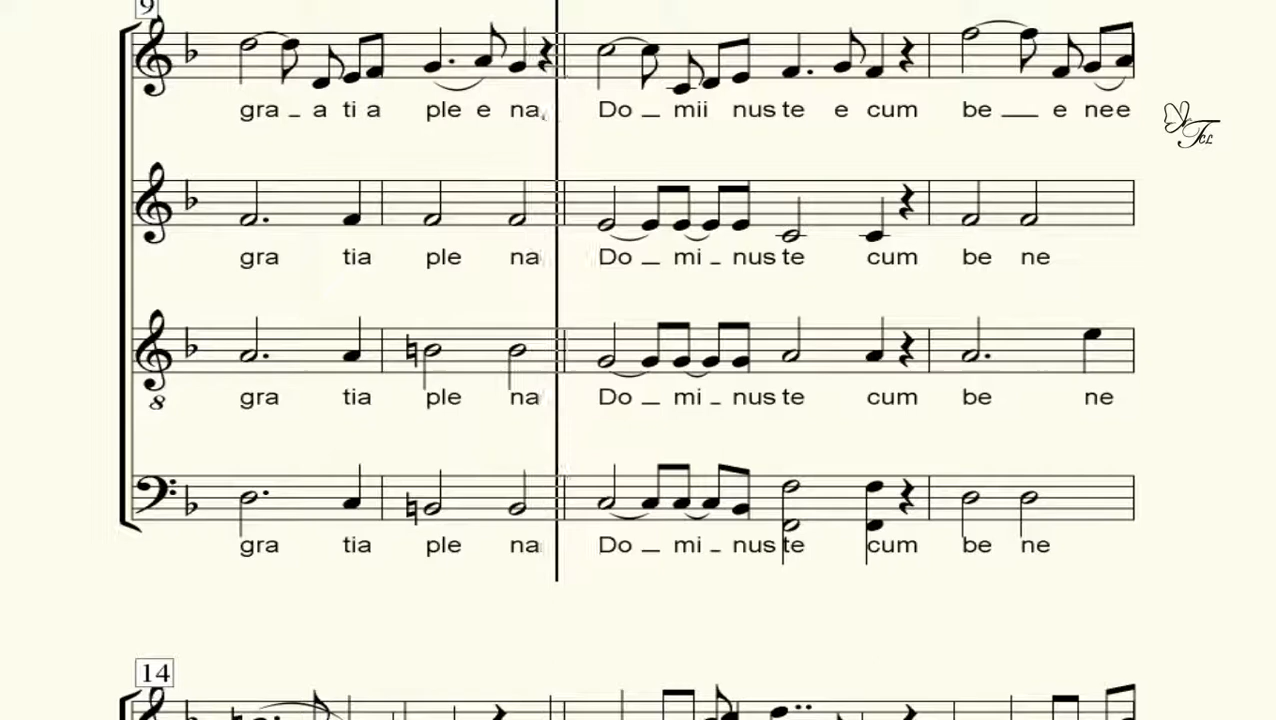 9
gra _ a ti a ple e na, Do _ mii nus te e cum be __ e nee
TCL
gra tia ple na Do _ mi _ nus te cum be ne
8
gra tia ple na Do _ mi _ nus te cum be ne
gra tia ple na Do _ mi _ nus te cum be ne
14